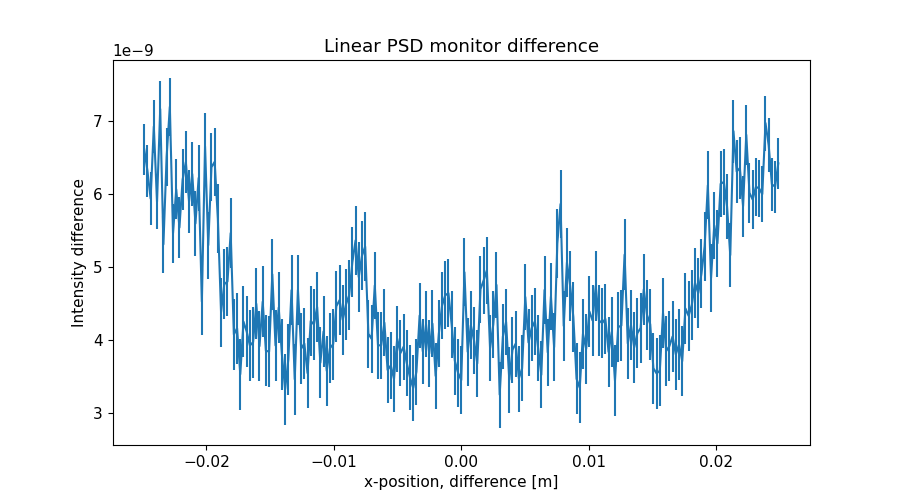 Linear PSD monitor difference
1e−9
7
6
5
4
3
Intensity difference
−0.02 −0.01 0.00 0.01 0.02
x-position, difference [m]